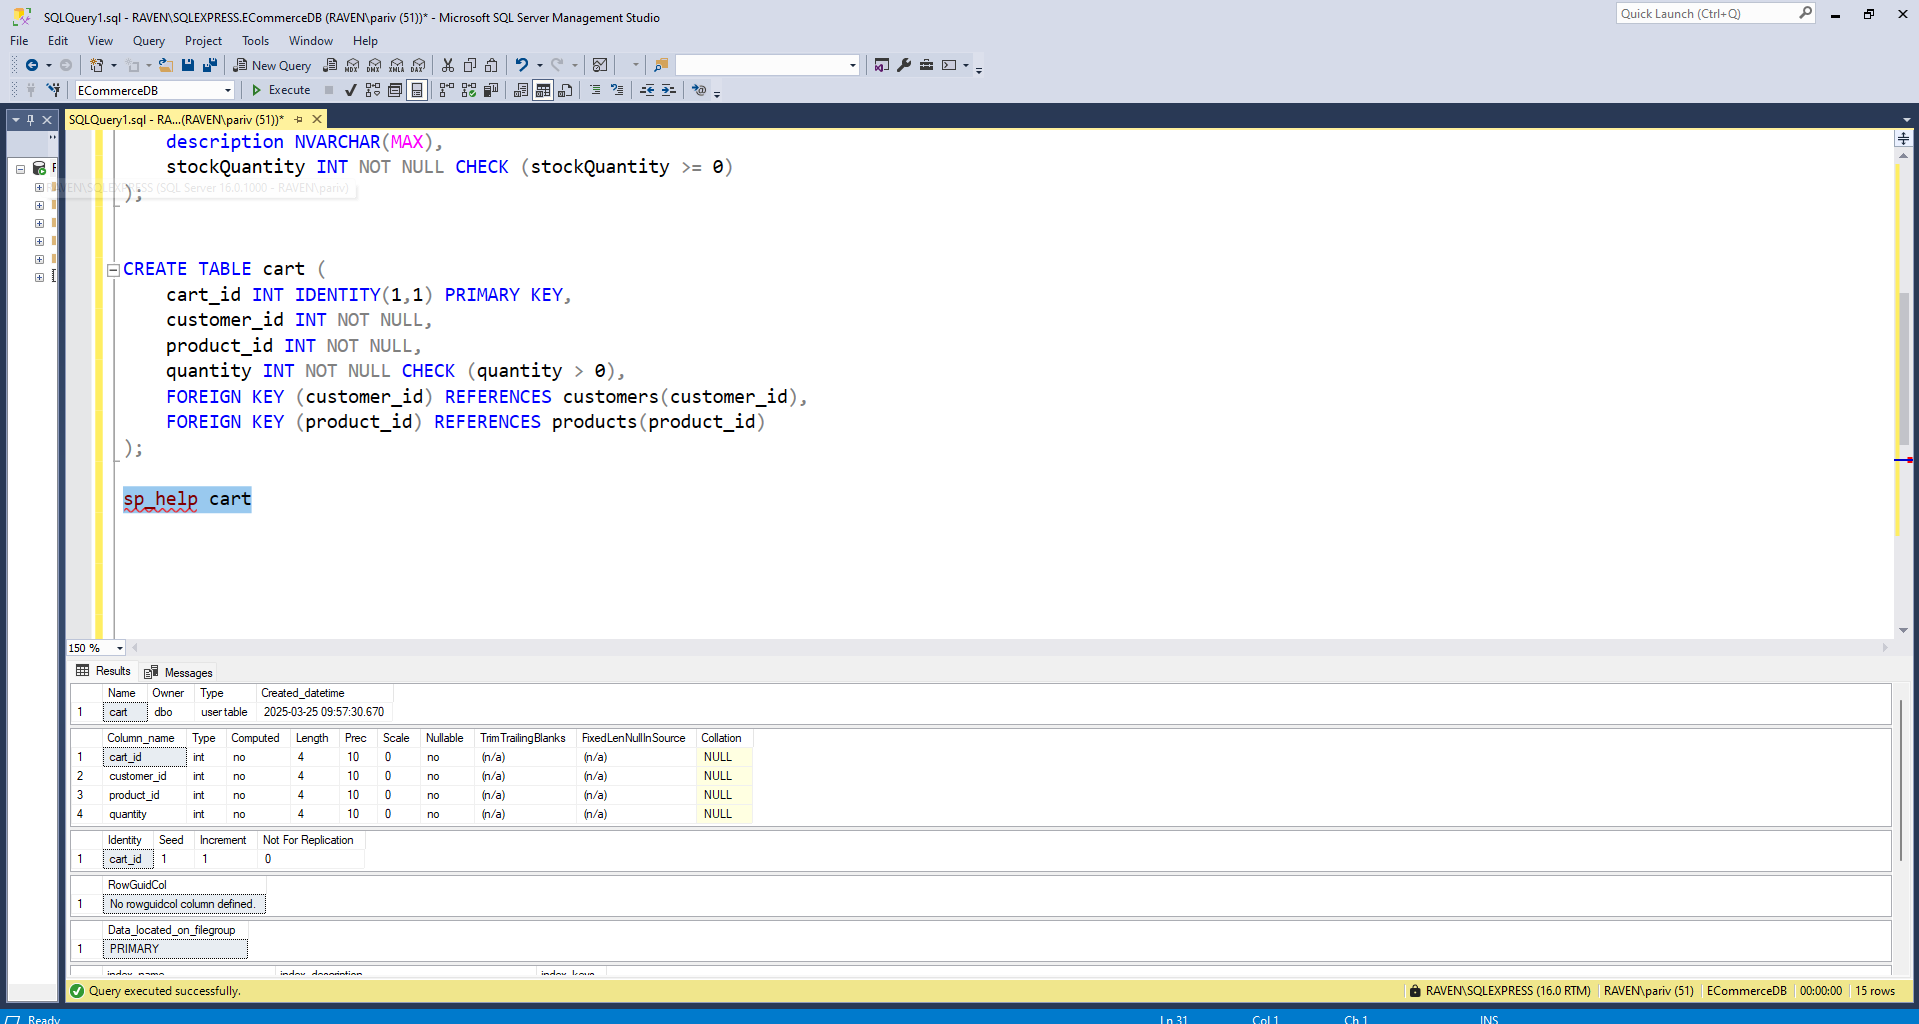 SQLQuery1.sql - RAVEN\SQLEXPRESS.ECommerceDB (RAVEN\pariv (51))* - Microsoft SQL Server Management Studio
Quick Launch (Ctrl+Q)
File Edit View Query Project Tools Window Help
New Query MDX DMX XMLA DAX
ECommerceDB Execute
SQLQuery1.sql - RA...(RAVEN\pariv (51))*
description NVARCHAR(MAX),
stockQuantity INT NOT NULL CHECK (stockQuantity >= 0)
RAVEN\SQLEXPRESS (SQL Server 16.0.1000 - RAVEN\pariv)
);
CREATE TABLE cart (
cart_id INT IDENTITY(1,1) PRIMARY KEY,
customer_id INT NOT NULL,
product_id INT NOT NULL,
quantity INT NOT NULL CHECK (quantity > 0),
FOREIGN KEY (customer_id) REFERENCES customers(customer_id),
FOREIGN KEY (product_id) REFERENCES products(product_id)
);
sp_help cart
150 %
Results Messages
Name Owner Type Created_datetime
1 cart dbo user table 2025-03-25 09:57:30.670
Column_name Type Computed Length Prec Scale Nullable TrimTrailingBlanks FixedLenNullInSource Collation
1 cart_id int no 4 10 0 no (n/a) (n/a) NULL
2 customer_id int no 4 10 0 no (n/a) (n/a) NULL
3 product_id int no 4 10 0 no (n/a) (n/a) NULL
4 quantity int no 4 10 0 no (n/a) (n/a) NULL
Identity Seed Increment Not For Replication
1 cart_id 1 1 0
RowGuidCol
1 No rowguidcol column defined.
Data_located_on_filegroup
1 PRIMARY
index_name index_description index_keys
Query executed successfully. RAVEN\SQLEXPRESS (16.0 RTM) RAVEN\pariv (51) ECommerceDB 00:00:00 15 rows
Ready Ln 31 Col 1 Ch 1 INS